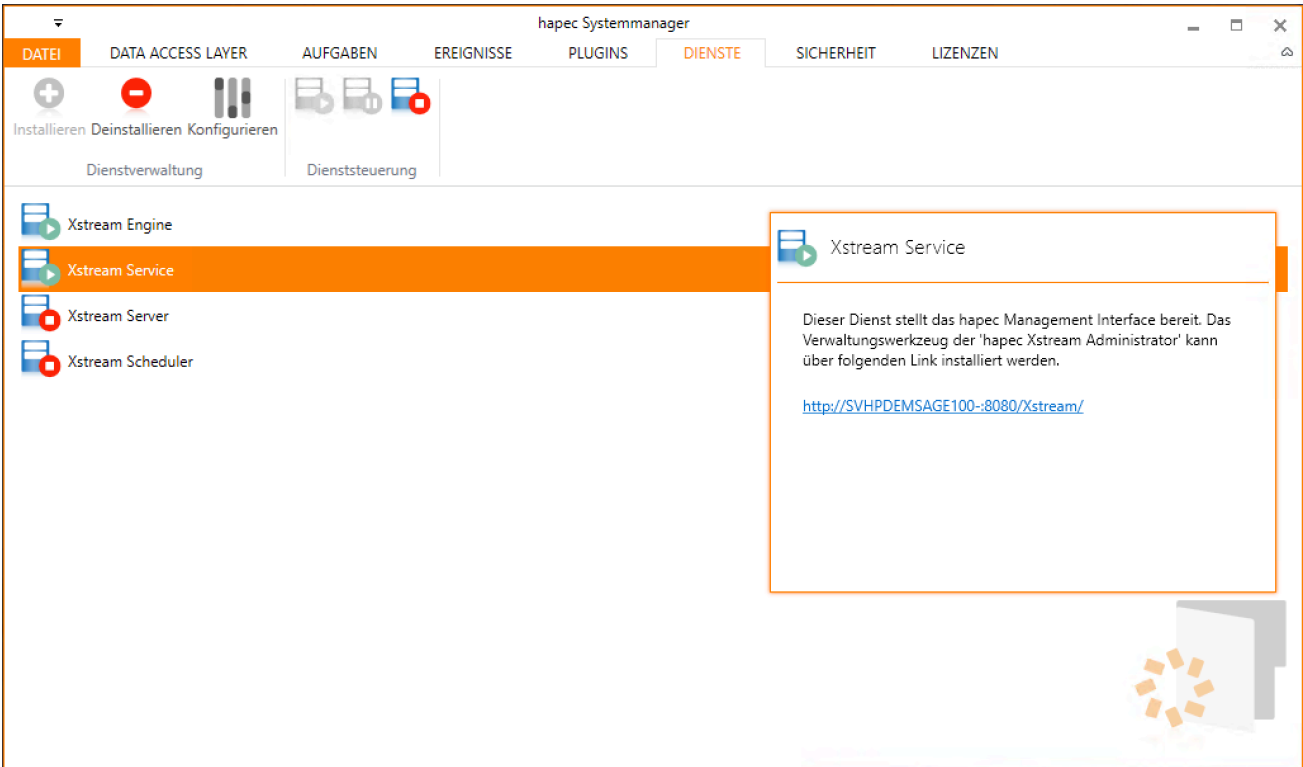 hapec Systemmanager
DATEI DATA ACCESS LAYER AUFGABEN EREIGNISSE PLUGINS DIENSTE SICHERHEIT LIZENZEN
Installieren Deinstallieren Konfigurieren
Dienstverwaltung Dienststeuerung
Xstream Engine
Xstream Service
Xstream Server
Xstream Scheduler
Xstream Service
Dieser Dienst stellt das hapec Management Interface bereit. Das
Verwaltungswerkzeug der 'hapec Xstream Administrator' kann
über folgenden Link installiert werden.
http://SVHPDEMSAGE100-:8080/Xstream/